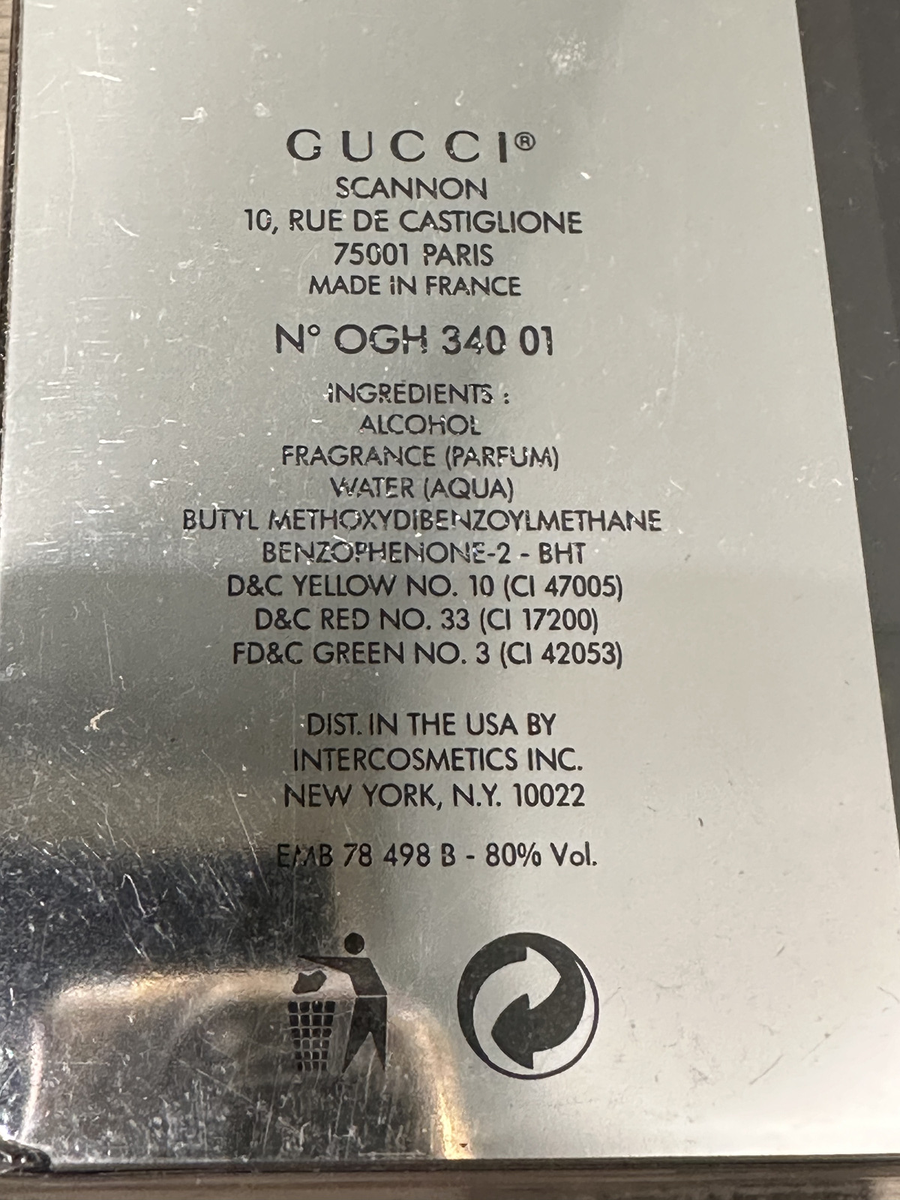 GUCCI®
SCANNON
10, RUE DE CASTIGLIONE
75001 PARIS
MADE IN FRANCE
N° OGH 340 01
INGREDIENTS :
ALCOHOL
FRAGRANCE (PARFUM)
WATER (AQUA)
BUTYL METHOXYDIBENZOYLMETHANE
BENZOPHENONE-2 - BHT
D&C YELLOW NO. 10 (CI 47005)
D&C RED NO. 33 (CI 17200)
FD&C GREEN NO. 3 (CI 42053)
DIST. IN THE USA BY
INTERCOSMETICS INC.
NEW YORK, N.Y. 10022
EMB 78 498 B - 80% Vol.